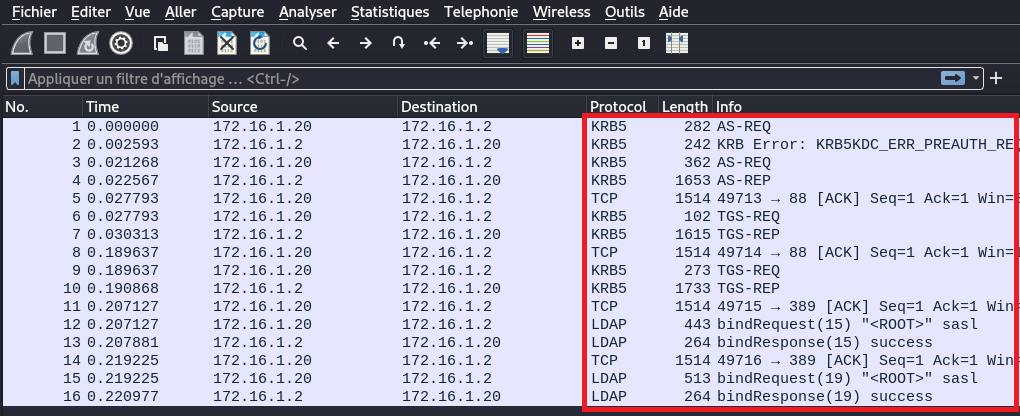 Fichier Editer Vue Aller Capture Analyser Statistiques Telephonie Wireless Outils Aide
Appliquer un filtre d'affichage ... <Ctrl-/>
No. Time Source Destination Protocol Length Info
1 0.000000 172.16.1.20 172.16.1.2 KRB5 282 AS-REQ
2 0.002593 172.16.1.2 172.16.1.20 KRB5 242 KRB Error: KRB5KDC_ERR_PREAUTH_RE
3 0.021268 172.16.1.20 172.16.1.2 KRB5 362 AS-REQ
4 0.022567 172.16.1.2 172.16.1.20 KRB5 1653 AS-REP
5 0.027793 172.16.1.20 172.16.1.2 TCP 1514 49713 → 88 [ACK] Seq=1 Ack=1 Win=
6 0.027793 172.16.1.20 172.16.1.2 KRB5 102 TGS-REQ
7 0.030313 172.16.1.2 172.16.1.20 KRB5 1615 TGS-REP
8 0.189637 172.16.1.20 172.16.1.2 TCP 1514 49714 → 88 [ACK] Seq=1 Ack=1 Win=
9 0.189637 172.16.1.20 172.16.1.2 KRB5 273 TGS-REQ
10 0.190868 172.16.1.2 172.16.1.20 KRB5 1733 TGS-REP
11 0.207127 172.16.1.20 172.16.1.2 TCP 1514 49715 → 389 [ACK] Seq=1 Ack=1 Win=
12 0.207127 172.16.1.20 172.16.1.2 LDAP 443 bindRequest(15) "<ROOT>" sasl
13 0.207881 172.16.1.2 172.16.1.20 LDAP 264 bindResponse(15) success
14 0.219225 172.16.1.20 172.16.1.2 TCP 1514 49716 → 389 [ACK] Seq=1 Ack=1 Win=
15 0.219225 172.16.1.20 172.16.1.2 LDAP 513 bindRequest(19) "<ROOT>" sasl
16 0.220977 172.16.1.2 172.16.1.20 LDAP 264 bindResponse(19) success